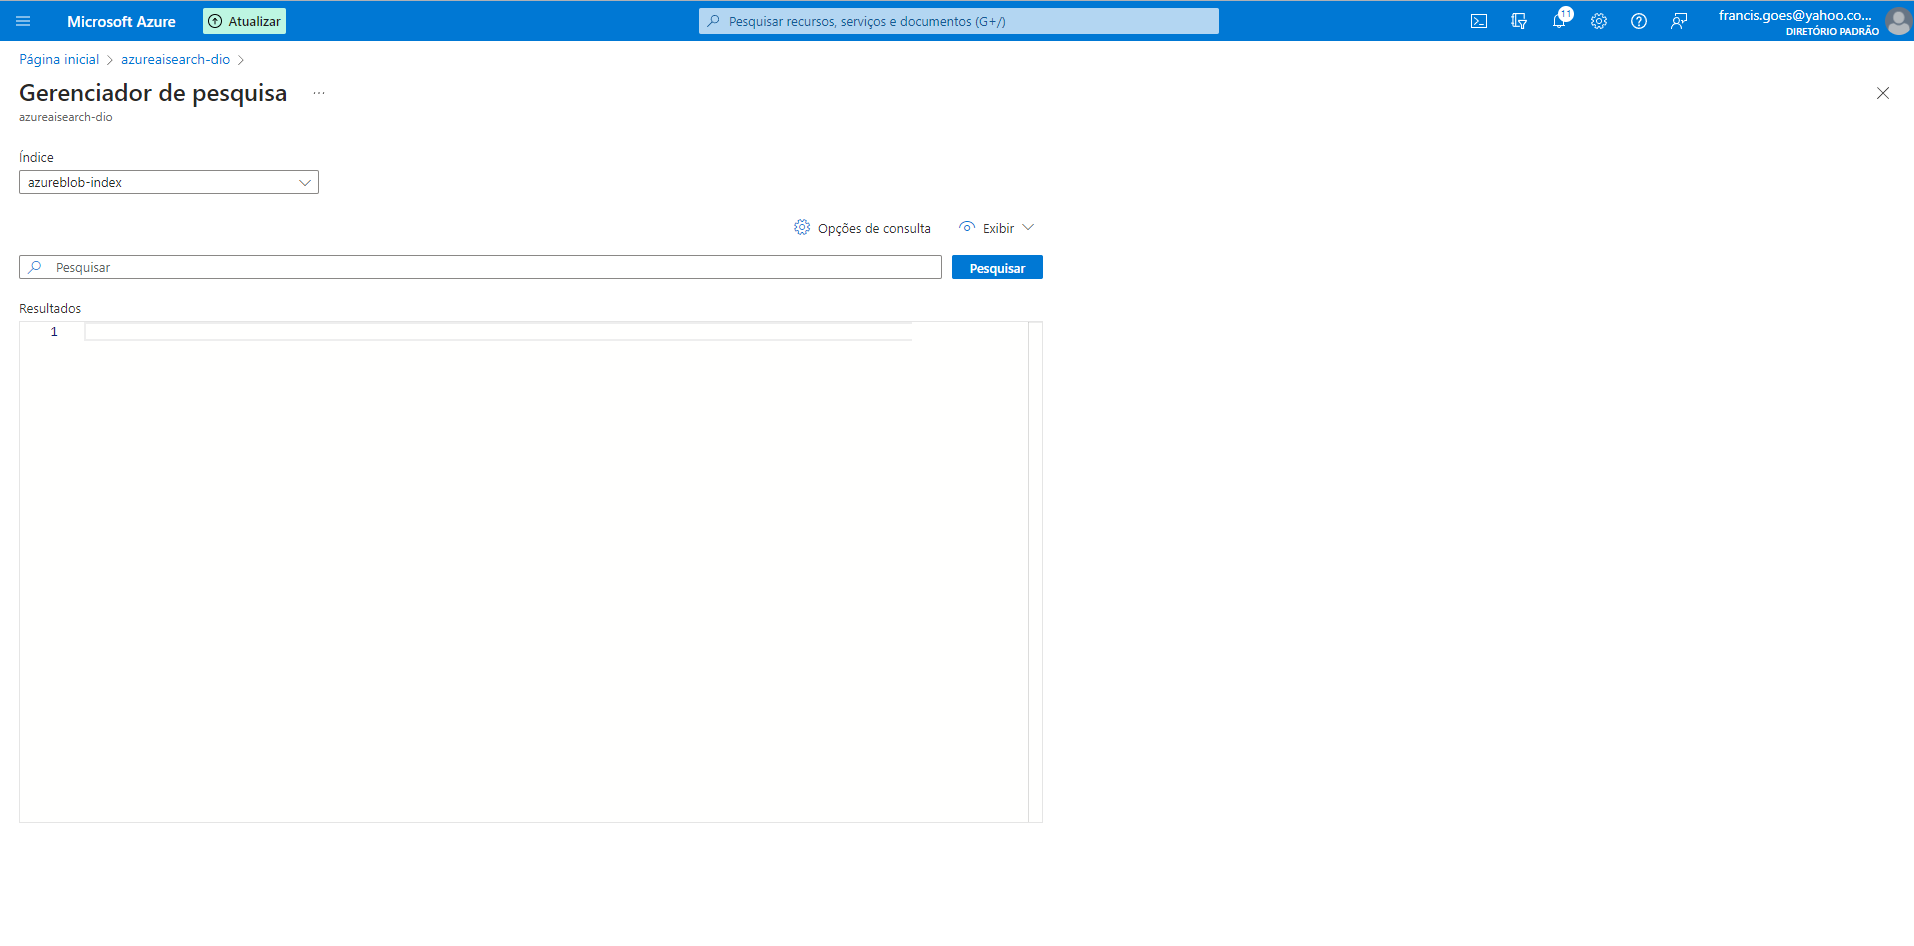 Microsoft Azure
Atualizar
Pesquisar recursos, serviços e documentos (G+/)
11
francis.goes@yahoo.co...
DIRETÓRIO PADRÃO
Página inicial > azureaisearch-dio >
Gerenciador de pesquisa ...
azureaisearch-dio
Índice
azureblob-index
Opções de consulta
Exibir
Pesquisar
Pesquisar
Resultados
1